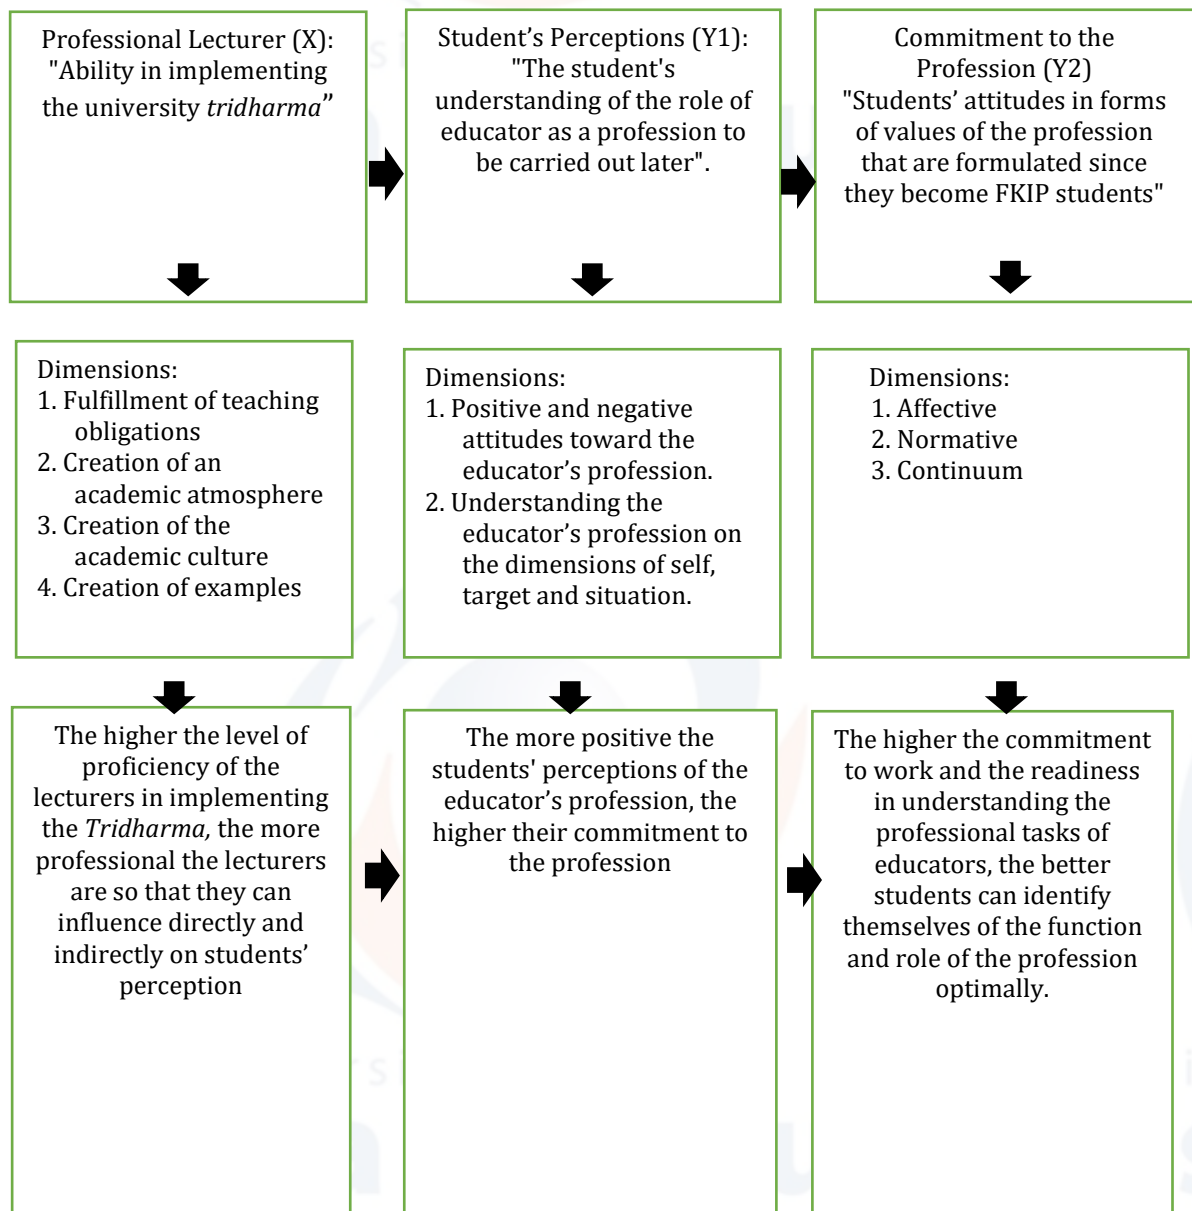 Professional Lecturer (X):
"Ability in implementing
the university tridharma”
Student’s Perceptions (Y1):
"The student's
understanding of the role of
educator as a profession to
be carried out later".
Commitment to the
Profession (Y2)
"Students’ attitudes in forms
of values of the profession
that are formulated since
they become FKIP students"
Dimensions:
1. Fulfillment of teaching
obligations
2. Creation of an
academic atmosphere
3. Creation of the
academic culture
4. Creation of examples
Dimensions:
1. Positive and negative
attitudes toward the
educator’s profession.
2. Understanding the
educator’s profession on
the dimensions of self,
target and situation.
Dimensions:
1. Affective
2. Normative
3. Continuum
The higher the level of
proficiency of the
lecturers in implementing
the Tridharma, the more
professional the lecturers
are so that they can
influence directly and
indirectly on students’
perception
The more positive the
students' perceptions of the
educator’s profession, the
higher their commitment to
the profession
The higher the commitment
to work and the readiness
in understanding the
professional tasks of
educators, the better
students can identify
themselves of the function
and role of the profession
optimally.